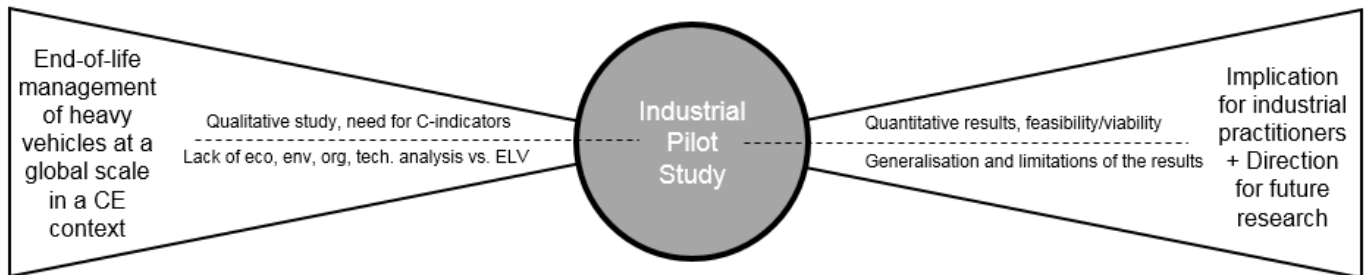 End-of-life
management
of heavy
vehicles at a
global scale
in a CE
context
Qualitative study, need for C-indicators
Lack of eco, env, org, tech. analysis vs. ELV
Industrial
Pilot
Study
Quantitative results, feasibility/viability
Generalisation and limitations of the results
Implication
for industrial
practitioners
+ Direction
for future
research